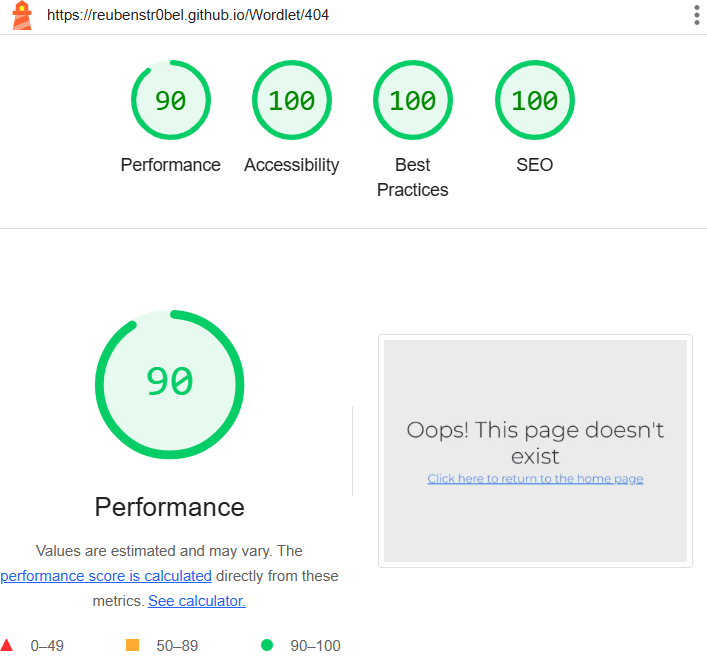 https://reubenstr0bel.github.io/Wordlet/404
90
100
100
100
Performance
Accessibility
Best
Practices
SEO
90
Performance
Values are estimated and may vary. The
performance score is calculated directly from these
metrics. See calculator.
0–49
50–89
90–100
Oops! This page doesn't
exist
Click here to return to the home page